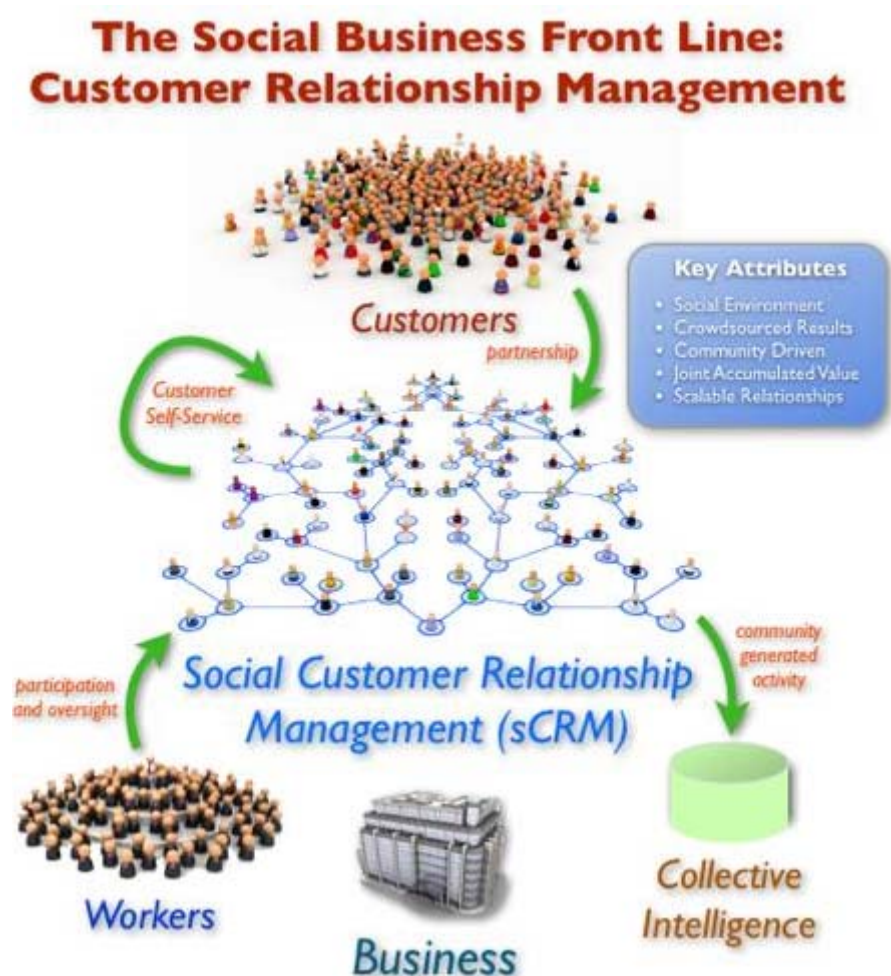 The Social Business Front Line:
Customer Relationship Management
Customers
partnership
Key Attributes
• Social Environment
• Crowdsourced Results
• Community Driven
• Joint Accumulated Value
• Scalable Relationships
Customer
Self-Service
participation
and oversight
Social Customer Relationship
Management (sCRM)
community
generated
activity
Workers
Business
Collective
Intelligence